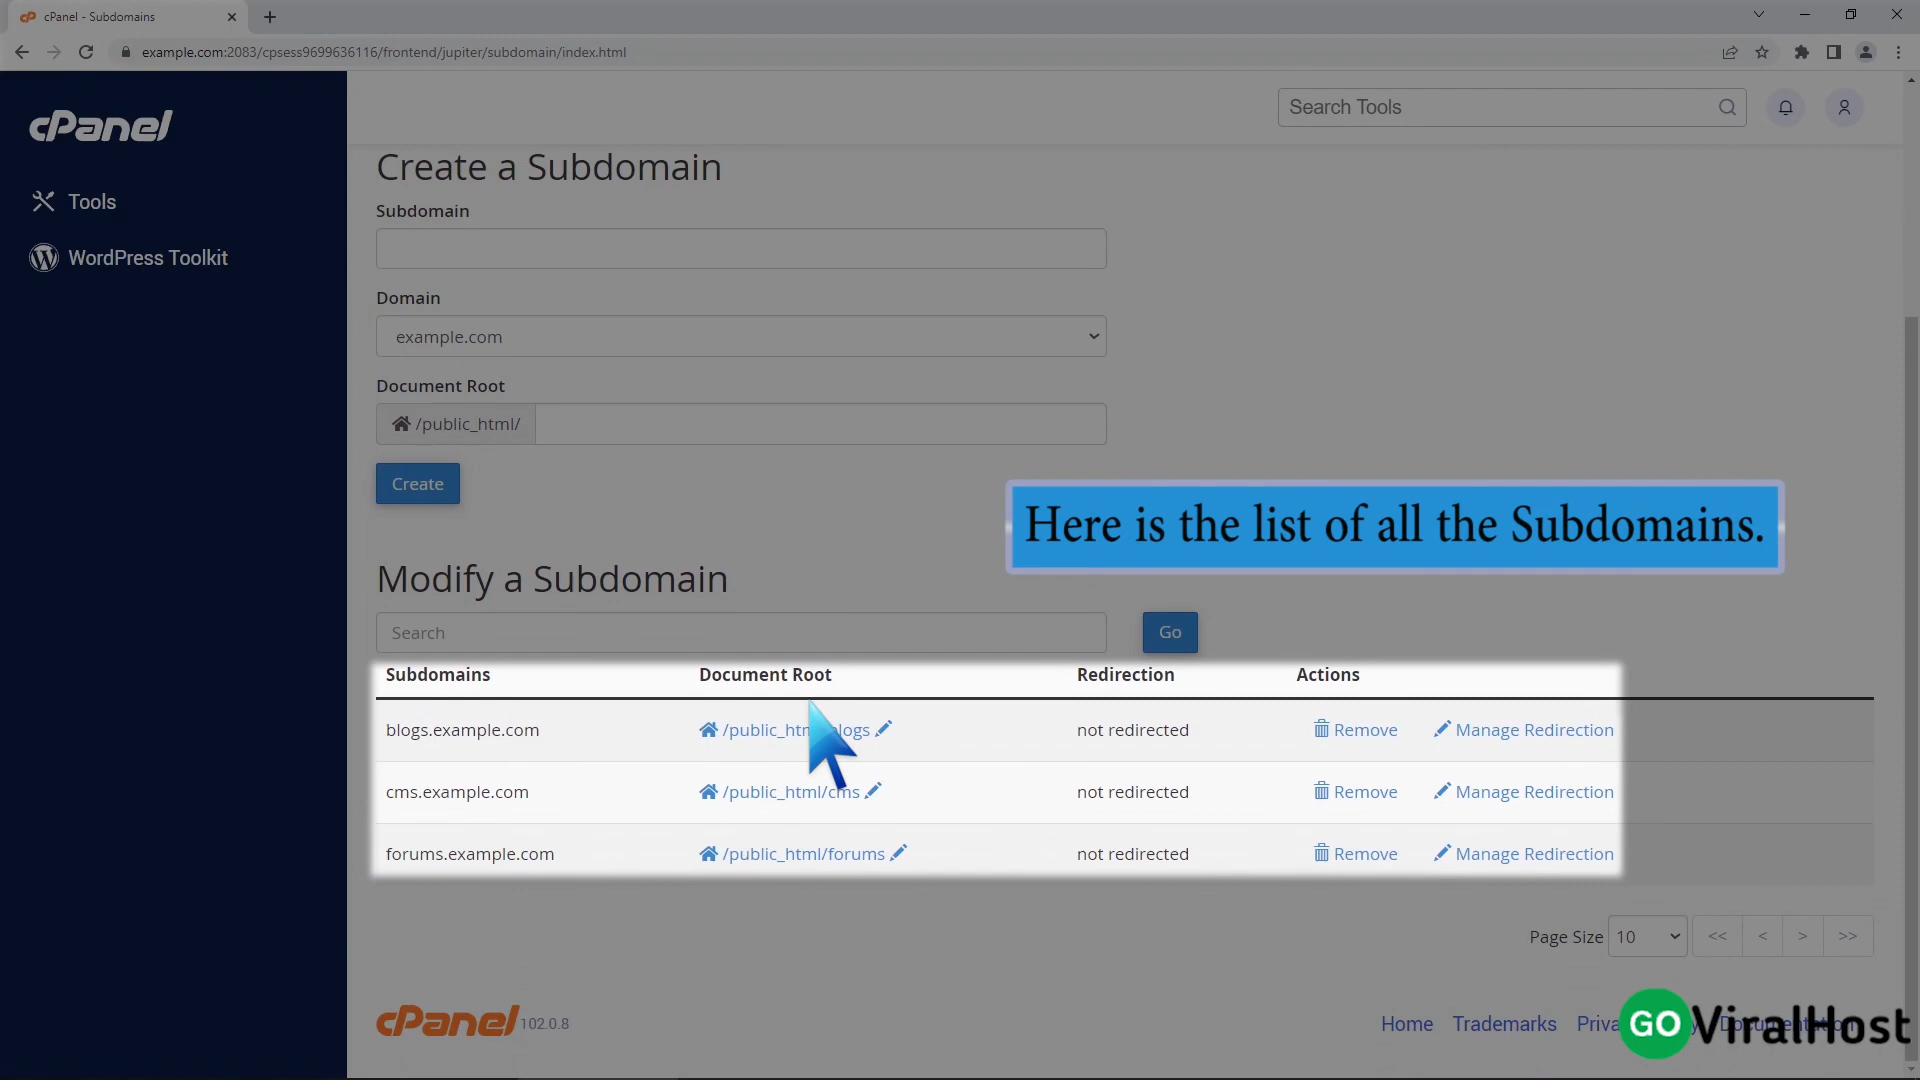 cPanel - Subdomains
example.com:2083/cpsess9699636116/frontend/jupiter/subdomain/index.html
cPanel
Search Tools
Tools
WordPress Toolkit
Create a Subdomain
Subdomain
Domain
example.com
Document Root
/public_html/
Create
Here is the list of all the Subdomains.
Modify a Subdomain
Search
Go
Subdomains Document Root Redirection Actions
blogs.example.com not redirected Remove Manage Redirection
cms.example.com /public_html/cms not redirected Remove Manage Redirection
forums.example.com /public_html/forums not redirected Remove Manage Redirection
Page Size 10 << < > >>
cPanel 102.0.8
Home Trademarks
GO ViralHost